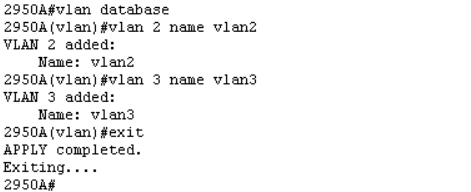 2950A#vlan database
2950A(vlan)#vlan 2 name vlan2
VLAN 2 added:
    Name: vlan2
2950A(vlan)#vlan 3 name vlan3
VLAN 3 added:
    Name: vlan3
2950A(vlan)#exit
APPLY completed.
Exiting....
2950A#